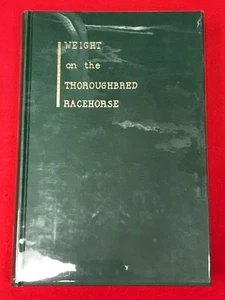 WEIGHT
on the
THOROUGHBRED
RACEHORSE